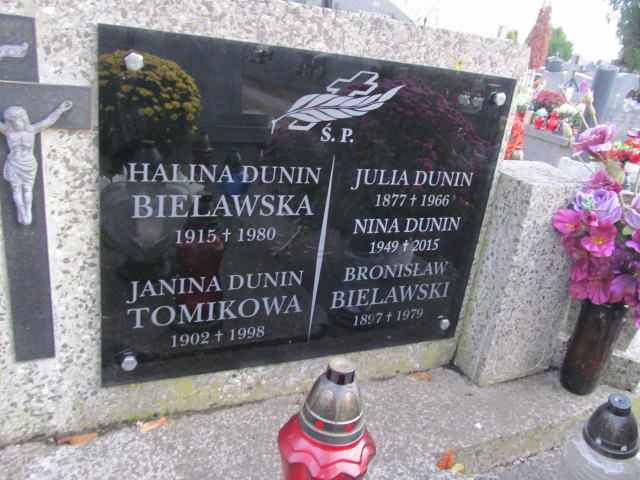 Ś. P.
HALINA DUNIN
BIELAWSKA
1915 † 1980
JANINA DUNIN
TOMIKOWA
1902 † 1998
JULIA DUNIN
1877 † 1966
NINA DUNIN
1949 † 2015
BRONISŁAW
BIELAWSKI
1897 † 1979